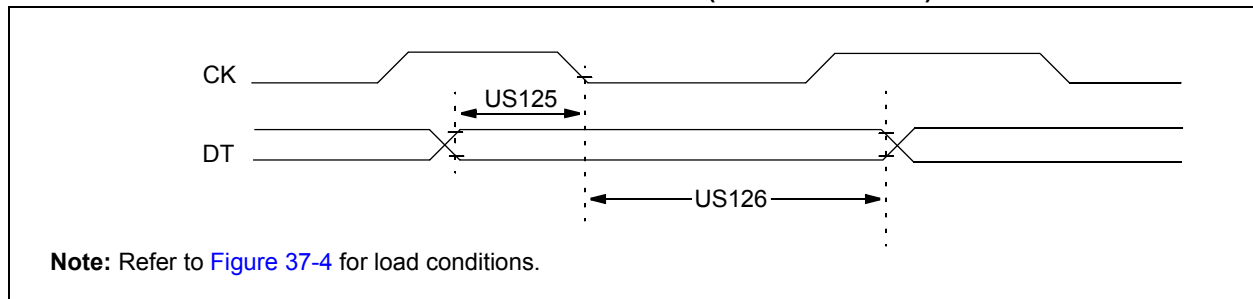 CK
US125
DT
US126
Note: Refer to Figure 37-4 for load conditions.